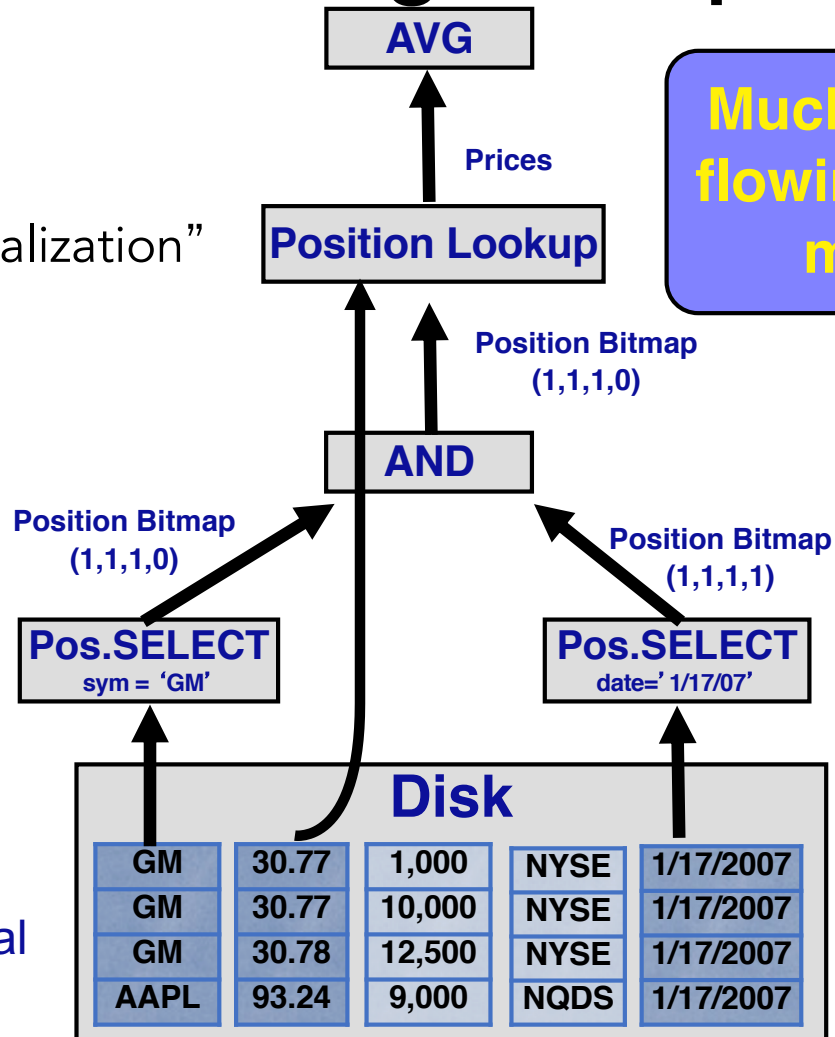 AVG
Prices
alization”
Position Lookup
Position Bitmap
(1,1,1,0)
AND
Position Bitmap
(1,1,1,0)
Position Bitmap
(1,1,1,1)
Pos.SELECT
sym = ‘GM’
Pos.SELECT
date=’1/17/07’
Disk
GM 30.77 1,000 NYSE 1/17/2007
GM 30.77 10,000 NYSE 1/17/2007
GM 30.78 12,500 NYSE 1/17/2007
al
AAPL 93.24 9,000 NQDS 1/17/2007